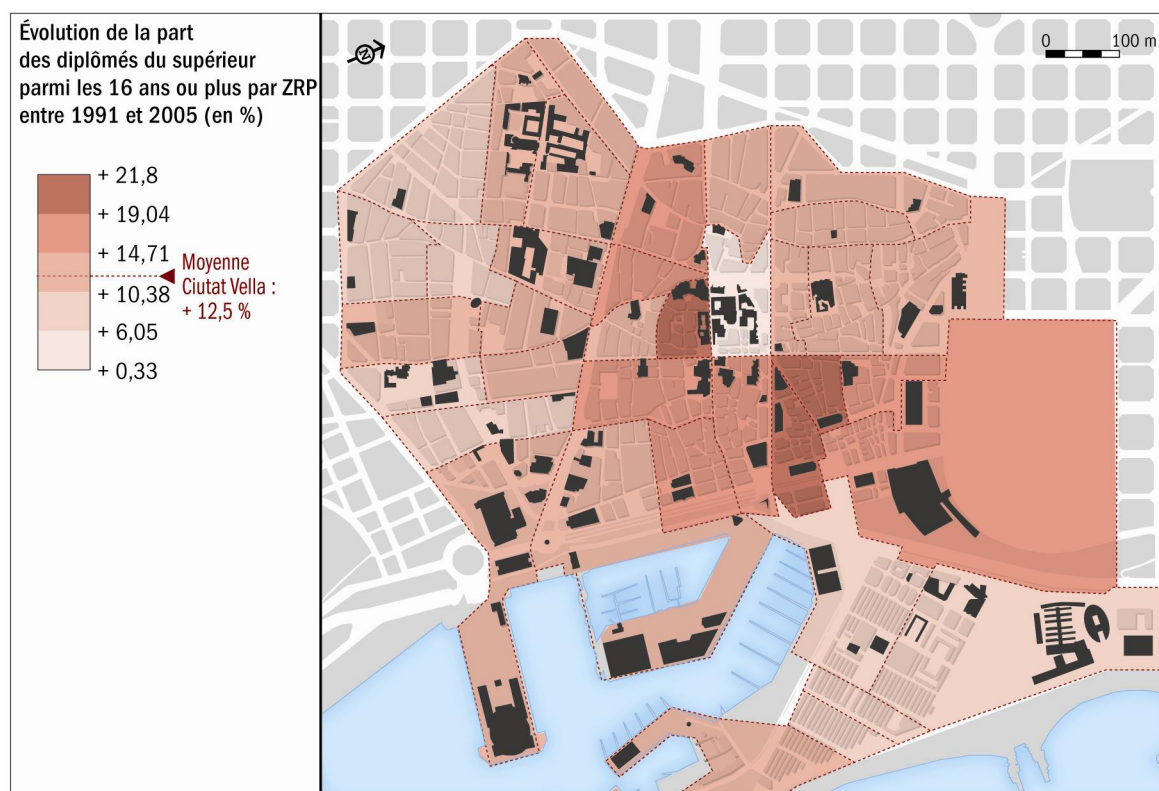 Évolution de la part
des diplômés du supérieur
parmi les 16 ans ou plus par ZRP
entre 1991 et 2005 (en %)
+ 21,8
+ 19,04
+ 14,71
Moyenne
Ciutat Vella :
+ 12,5 %
+ 10,38
+ 6,05
+ 0,33
N
0 100 m